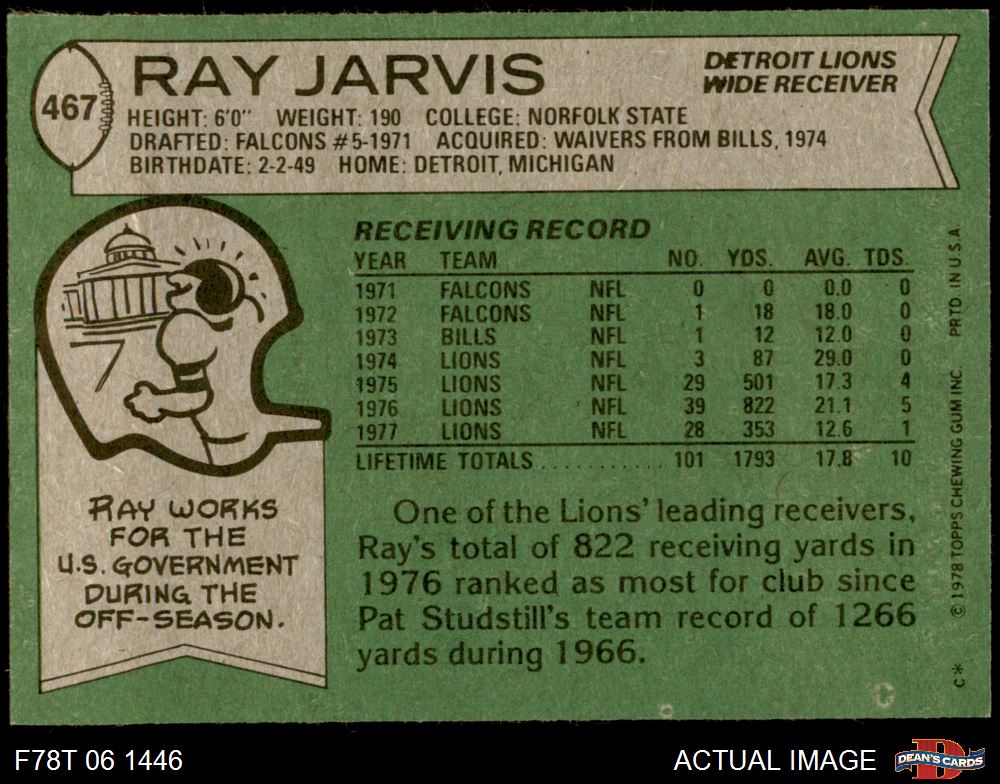 467
RAY JARVIS
DETROIT LIONS
WIDE RECEIVER
HEIGHT: 6'0" WEIGHT: 190 COLLEGE: NORFOLK STATE
DRAFTED: FALCONS #5-1971 ACQUIRED: WAIVERS FROM BILLS, 1974
BIRTHDATE: 2-2-49 HOME: DETROIT, MICHIGAN
RECEIVING RECORD
YEAR TEAM NO. YDS. AVG. TDS.
1971 FALCONS NFL 0 0 0.0 0
1972 FALCONS NFL 1 18 18.0 0
1973 BILLS NFL 1 12 12.0 0
1974 LIONS NFL 3 87 29.0 0
1975 LIONS NFL 29 501 17.3 4
1976 LIONS NFL 39 822 21.1 5
1977 LIONS NFL 28 353 12.6 1
LIFETIME TOTALS ........... 101 1793 17.8 10
RAY WORKS
FOR THE
U.S. GOVERNMENT
DURING THE
OFF-SEASON.
One of the Lions' leading receivers,
Ray's total of 822 receiving yards in
1976 ranked as most for club since
Pat Studstill's team record of 1266
yards during 1966.
C* © 1978 TOPPS CHEWING GUM INC. PRTD. IN U.S.A.
F78T 06 1446
ACTUAL IMAGE
D
DEAN'S CARDS